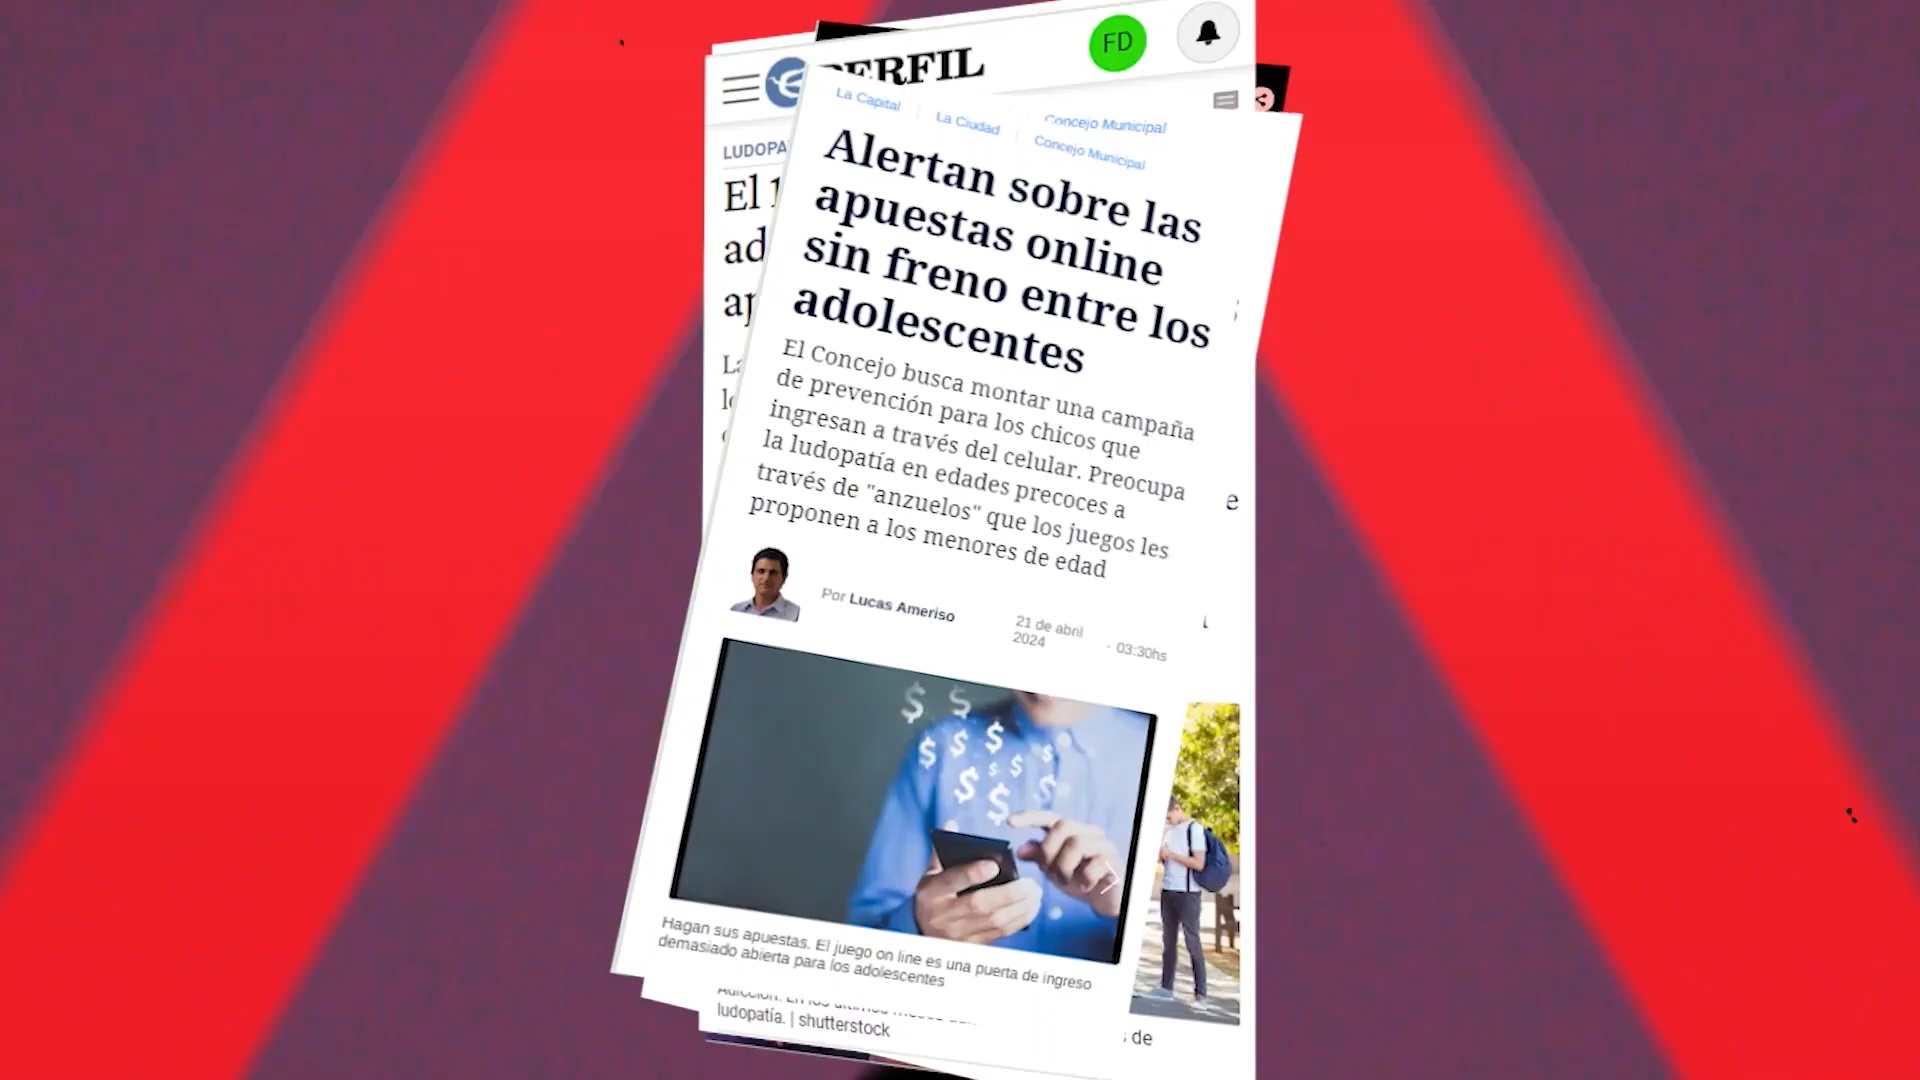 PERFIL
FD
La Capital
La Ciudad
Concejo Municipal
Concejo Municipal
El
Alertan sobre las
apuestas online
sin freno entre los
adolescentes
El Concejo busca montar una campaña
de prevención para los chicos que
ingresan a través del celular. Preocupa
la ludopatía en edades precoces a
través de "anzuelos" que los juegos les
proponen a los menores de edad
Por Lucas Ameriso
21 de abril
2024
- 03:30hs
Hagan sus apuestas. El juego on line es una puerta de ingreso
demasiado abierta para los adolescentes
ludopatía. | shutterstock
de